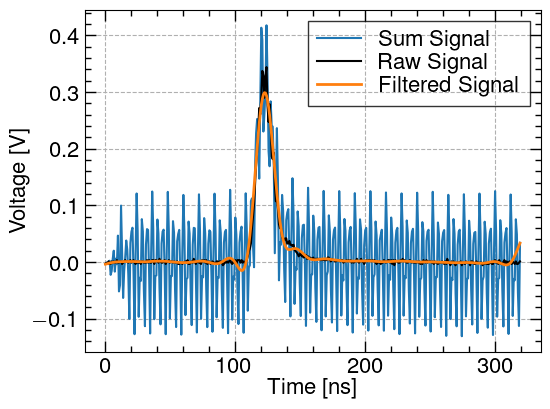 Sum Signal
Raw Signal
Filtered Signal
Voltage [V]
0.4
0.3
0.2
0.1
0.0
−0.1
0
100
200
300
Time [ns]